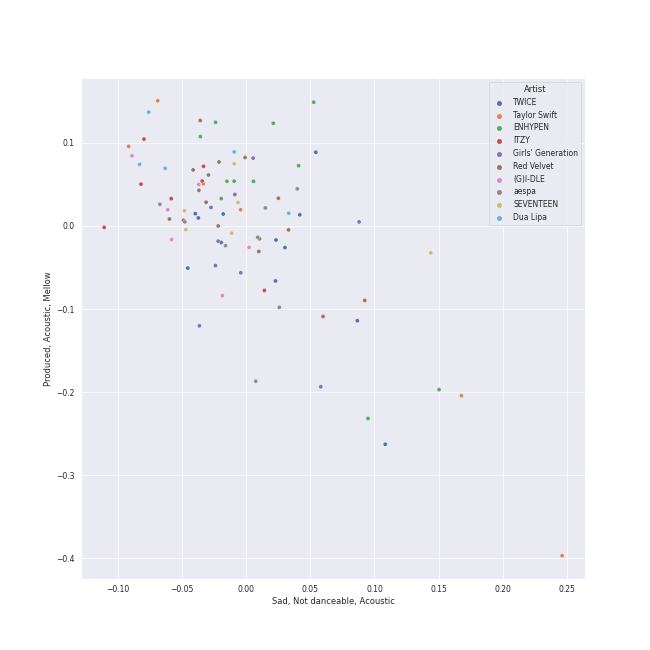 Artist
TWICE
Taylor Swift
ENHYPEN
ITZY
Girls' Generation
Red Velvet
(G)I-DLE
aespa
SEVENTEEN
Dua Lipa
Produced, Acoustic, Mellow
0.1
0.0
−0.1
−0.2
−0.3
−0.4
−0.10
−0.05
0.00
0.05
0.10
0.15
0.20
0.25
Sad, Not danceable, Acoustic